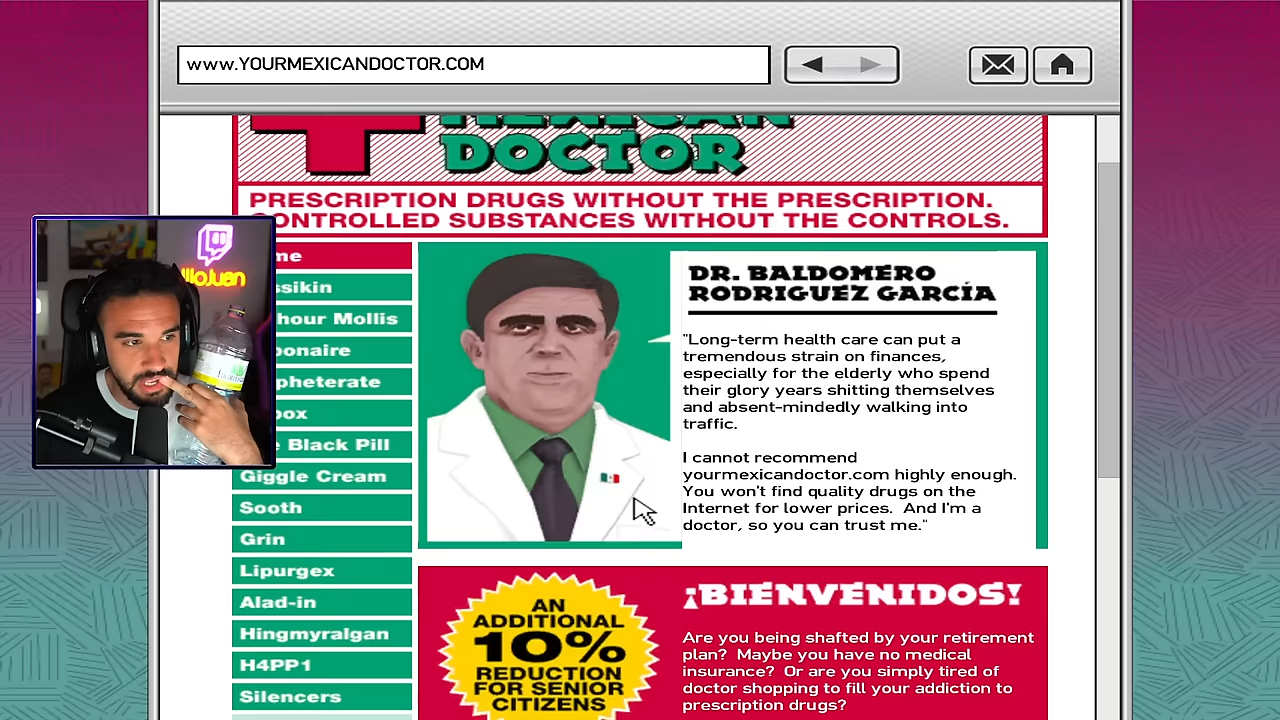 www.YOURMEXICANDOCTOR.COM
MEXICAN
DOCTOR
PRESCRIPTION DRUGS WITHOUT THE PRESCRIPTION.
CONTROLLED SUBSTANCES WITHOUT THE CONTROLS.
hour Mollis
Black Pill
Giggle Cream
Sooth
Grin
Lipurgex
Alad-in
Hingmyralgan
H4PP1
Silencers
DR. BALDOMERO
RODRIGUEZ GARCÍA
"Long-term health care can put a
tremendous strain on finances,
especially for the elderly who spend
their glory years shitting themselves
and absent-mindedly walking into
traffic.
I cannot recommend
yourmexicandoctor.com highly enough.
You won't find quality drugs on the
Internet for lower prices.  And I'm a
doctor, so you can trust me."
AN
ADDITIONAL
10%
REDUCTION
FOR SENIOR
CITIZENS
¡BIENVENIDOS!
Are you being shafted by your retirement
plan?  Maybe you have no medical
insurance?  Or are you simply tired of
doctor shopping to fill your addiction to
prescription drugs?